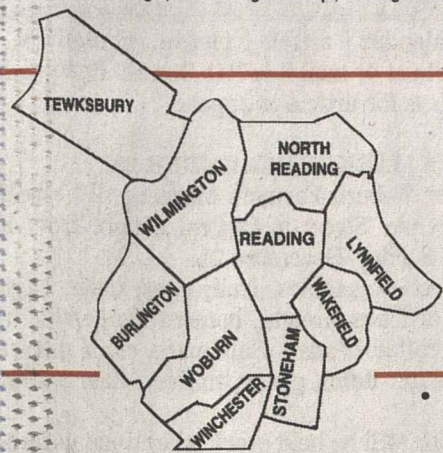 TEWKSBURY
NORTH
READING
WILMINGTON
READING
LYNNFIELD
BURLINGTON
WAKEFIELD
WOBURN
STONEHAM
WINCHESTER